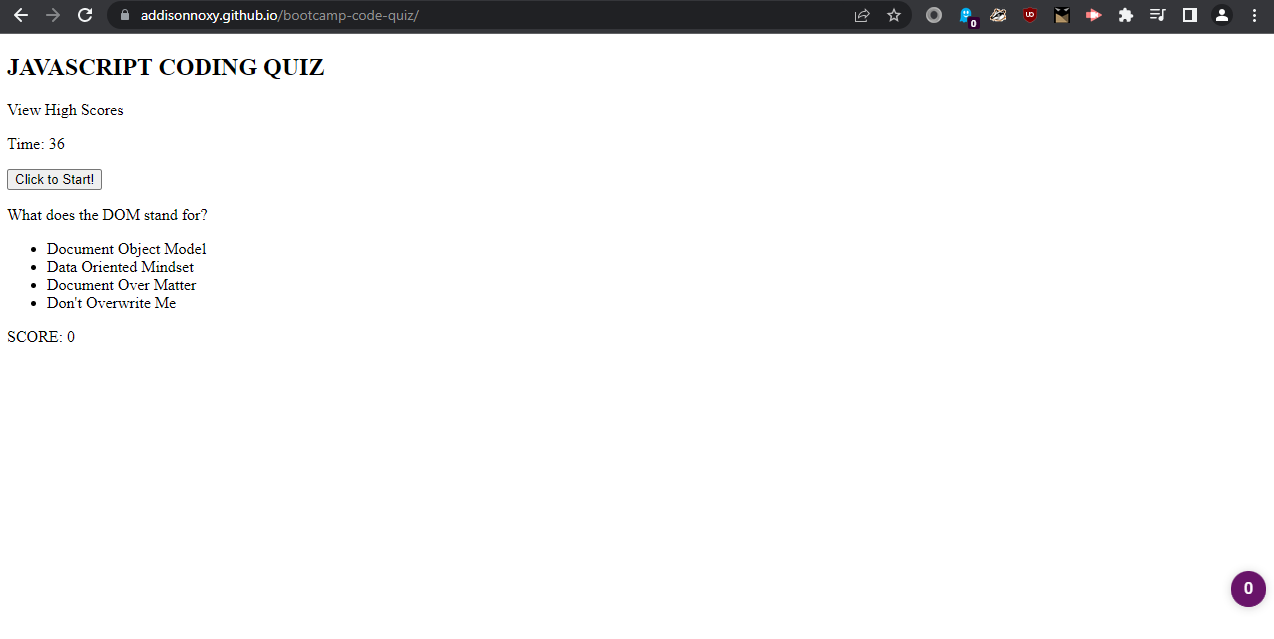 addisonnoxy.github.io/bootcamp-code-quiz/
0
UD
JAVASCRIPT CODING QUIZ
View High Scores
Time: 36
Click to Start!
What does the DOM stand for?
Document Object Model
Data Oriented Mindset
Document Over Matter
Don't Overwrite Me
SCORE: 0
0